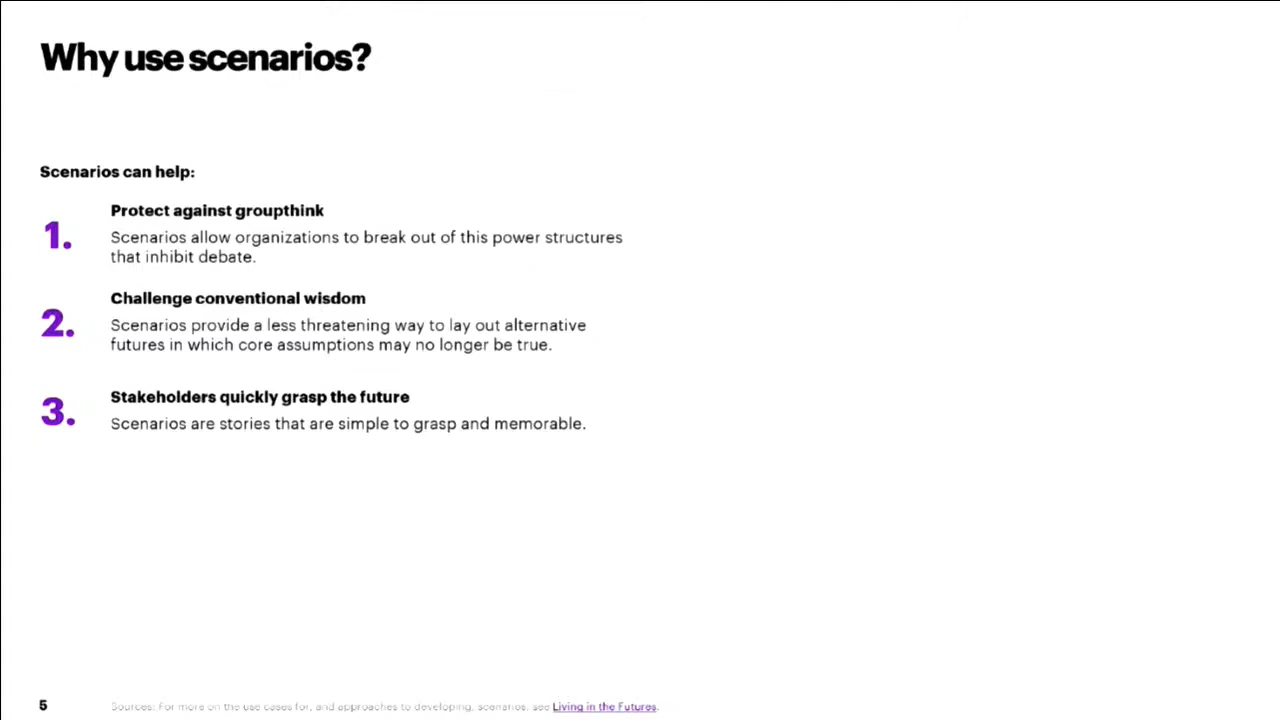 Why use scenarios?
Scenarios can help:
1.
Protect against groupthink
Scenarios allow organizations to break out of this power structures
that inhibit debate.
2.
Challenge conventional wisdom
Scenarios provide a less threatening way to lay out alternative
futures in which core assumptions may no longer be true.
3.
Stakeholders quickly grasp the future
Scenarios are stories that are simple to grasp and memorable.
5
Sources: For more on the use cases for, and approaches to developing, scenarios, see Living in the Futures.